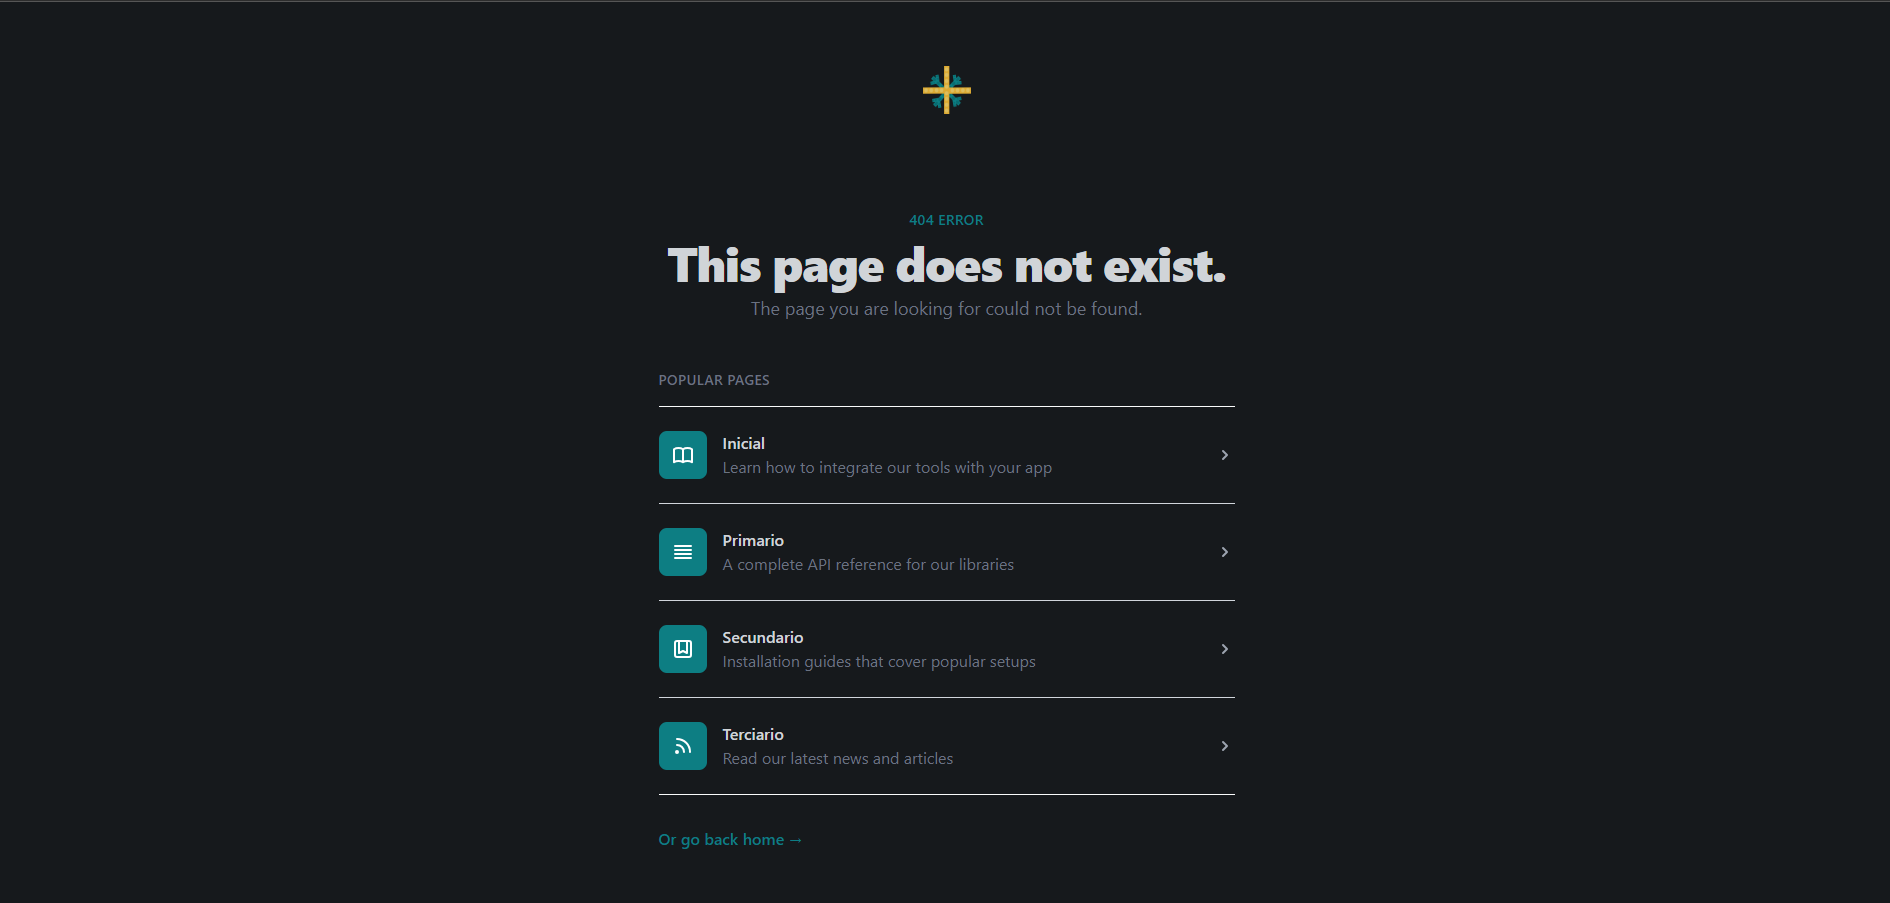 404 ERROR
This page does not exist.
The page you are looking for could not be found.
POPULAR PAGES
Inicial
Learn how to integrate our tools with your app
Primario
A complete API reference for our libraries
Secundario
Installation guides that cover popular setups
Terciario
Read our latest news and articles
Or go back home →